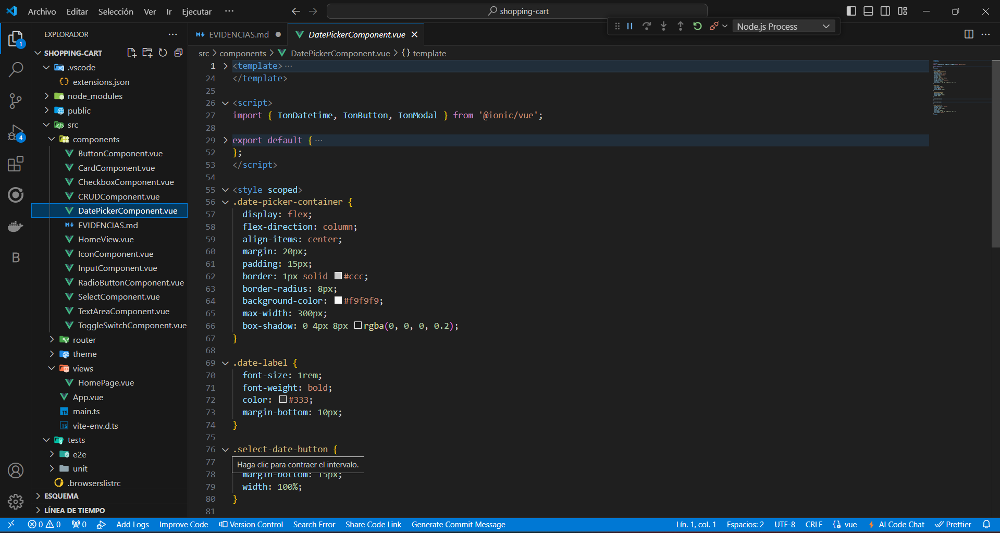 Archivo Editar Selección Ver Ir Ejecutar ···
shopping-cart
Node.js Process
EXPLORADOR
SHOPPING-CART
.vscode
extensions.json
node_modules
public
src
components
ButtonComponent.vue
CardComponent.vue
CheckboxComponent.vue
CRUDComponent.vue
DatePickerComponent.vue
EVIDENCIAS.md
HomeView.vue
IconComponent.vue
InputComponent.vue
RadioButtonComponent.vue
SelectComponent.vue
TextAreaComponent.vue
ToggleSwitchComponent.vue
router
theme
views
HomePage.vue
App.vue
main.ts
vite-env.d.ts
tests
e2e
unit
.browserslistrc
ESQUEMA
LÍNEA DE TIEMPO
1
4
B
EVIDENCIAS.md
DatePickerComponent.vue
src > components > DatePickerComponent.vue > {} template
1 <template> ···
24 </template>
25
26 <script>
27 import { IonDatetime, IonButton, IonModal } from '@ionic/vue';
28
29 export default { ···
52 };
53 </script>
54
55 <style scoped>
56 .date-picker-container {
57 display: flex;
58 flex-direction: column;
59 align-items: center;
60 margin: 20px;
61 padding: 15px;
62 border: 1px solid #ccc;
63 border-radius: 8px;
64 background-color: #f9f9f9;
65 max-width: 300px;
66 box-shadow: 0 4px 8px rgba(0, 0, 0, 0.2);
67 }
68
69 .date-label {
70 font-size: 1rem;
71 font-weight: bold;
72 color: #333;
73 margin-bottom: 10px;
74 }
75
76 .select-date-button {
77
Haga clic para contraer el intervalo.
78 margin-bottom: 15px;
79 width: 100%;
80 }
81
0 0 0 Add Logs Improve Code Version Control Search Error Share Code Link Generate Commit Message
Lín. 1, col. 1 Espacios: 2 UTF-8 CRLF vue AI Code Chat Prettier